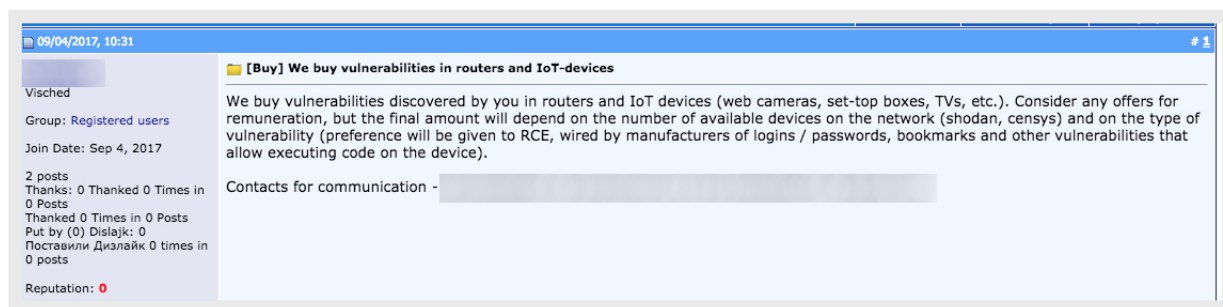 09/04/2017, 10:31
# 1
Visched
Group: Registered users
Join Date: Sep 4, 2017
2 posts
Thanks: 0 Thanked 0 Times in
0 Posts
Thanked 0 Times in 0 Posts
Put by (0) Dislajk: 0
Поставили Дизлайк 0 times in
0 posts
Reputation: 0
[Buy] We buy vulnerabilities in routers and IoT-devices
We buy vulnerabilities discovered by you in routers and IoT devices (web cameras, set-top boxes, TVs, etc.). Consider any offers for
remuneration, but the final amount will depend on the number of available devices on the network (shodan, censys) and on the type of
vulnerability (preference will be given to RCE, wired by manufacturers of logins / passwords, bookmarks and other vulnerabilities that
allow executing code on the device).
Contacts for communication -